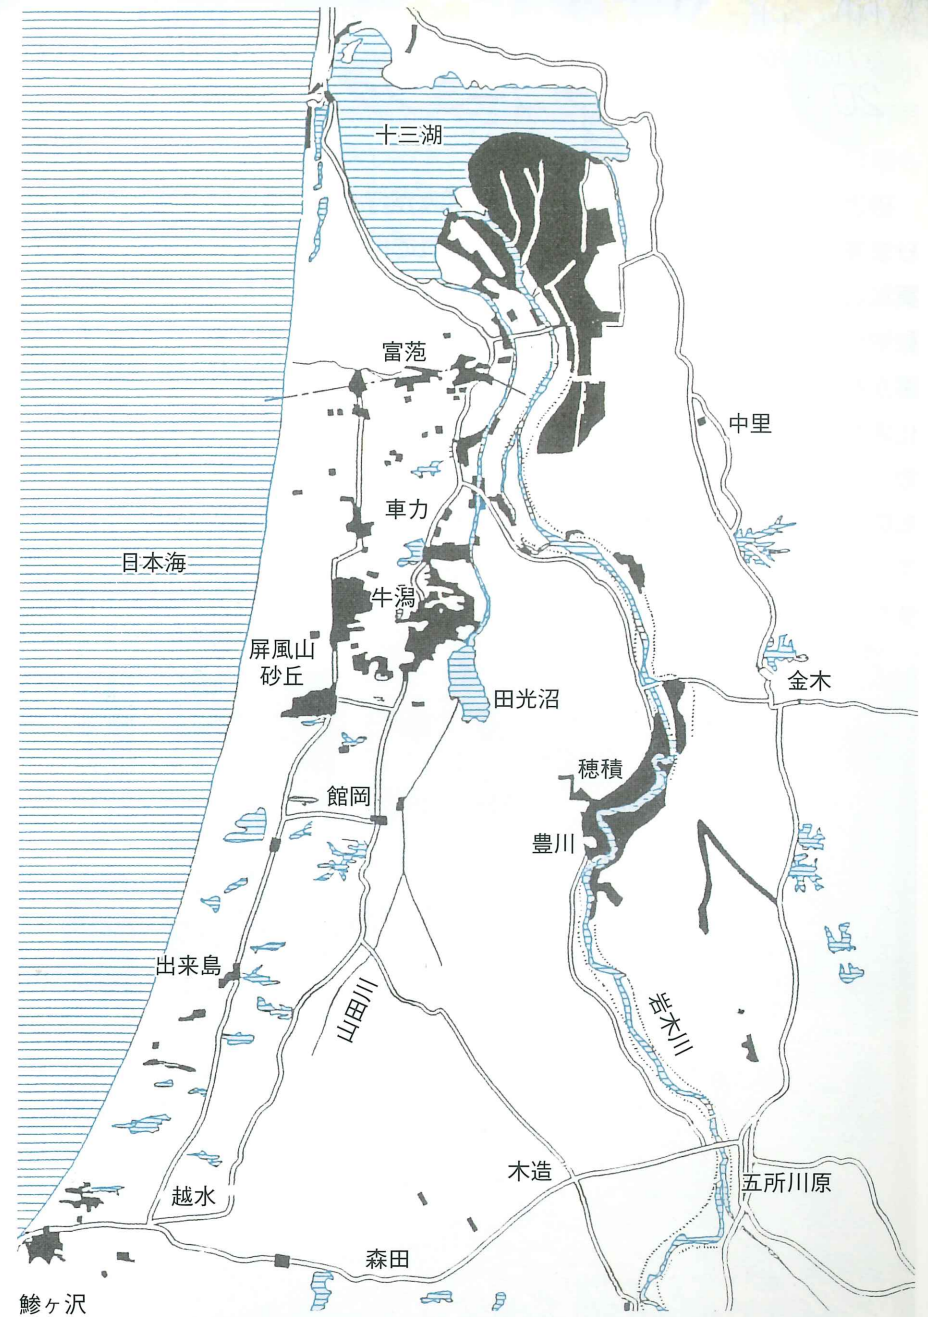 十三湖
富萢
中里
車力
日本海
牛潟
屏風山
砂丘
金木
田光沼
穂積
館岡
豊川
出来島
山田川
岩木川
木造
五所川原
越水
森田
鰺ヶ沢